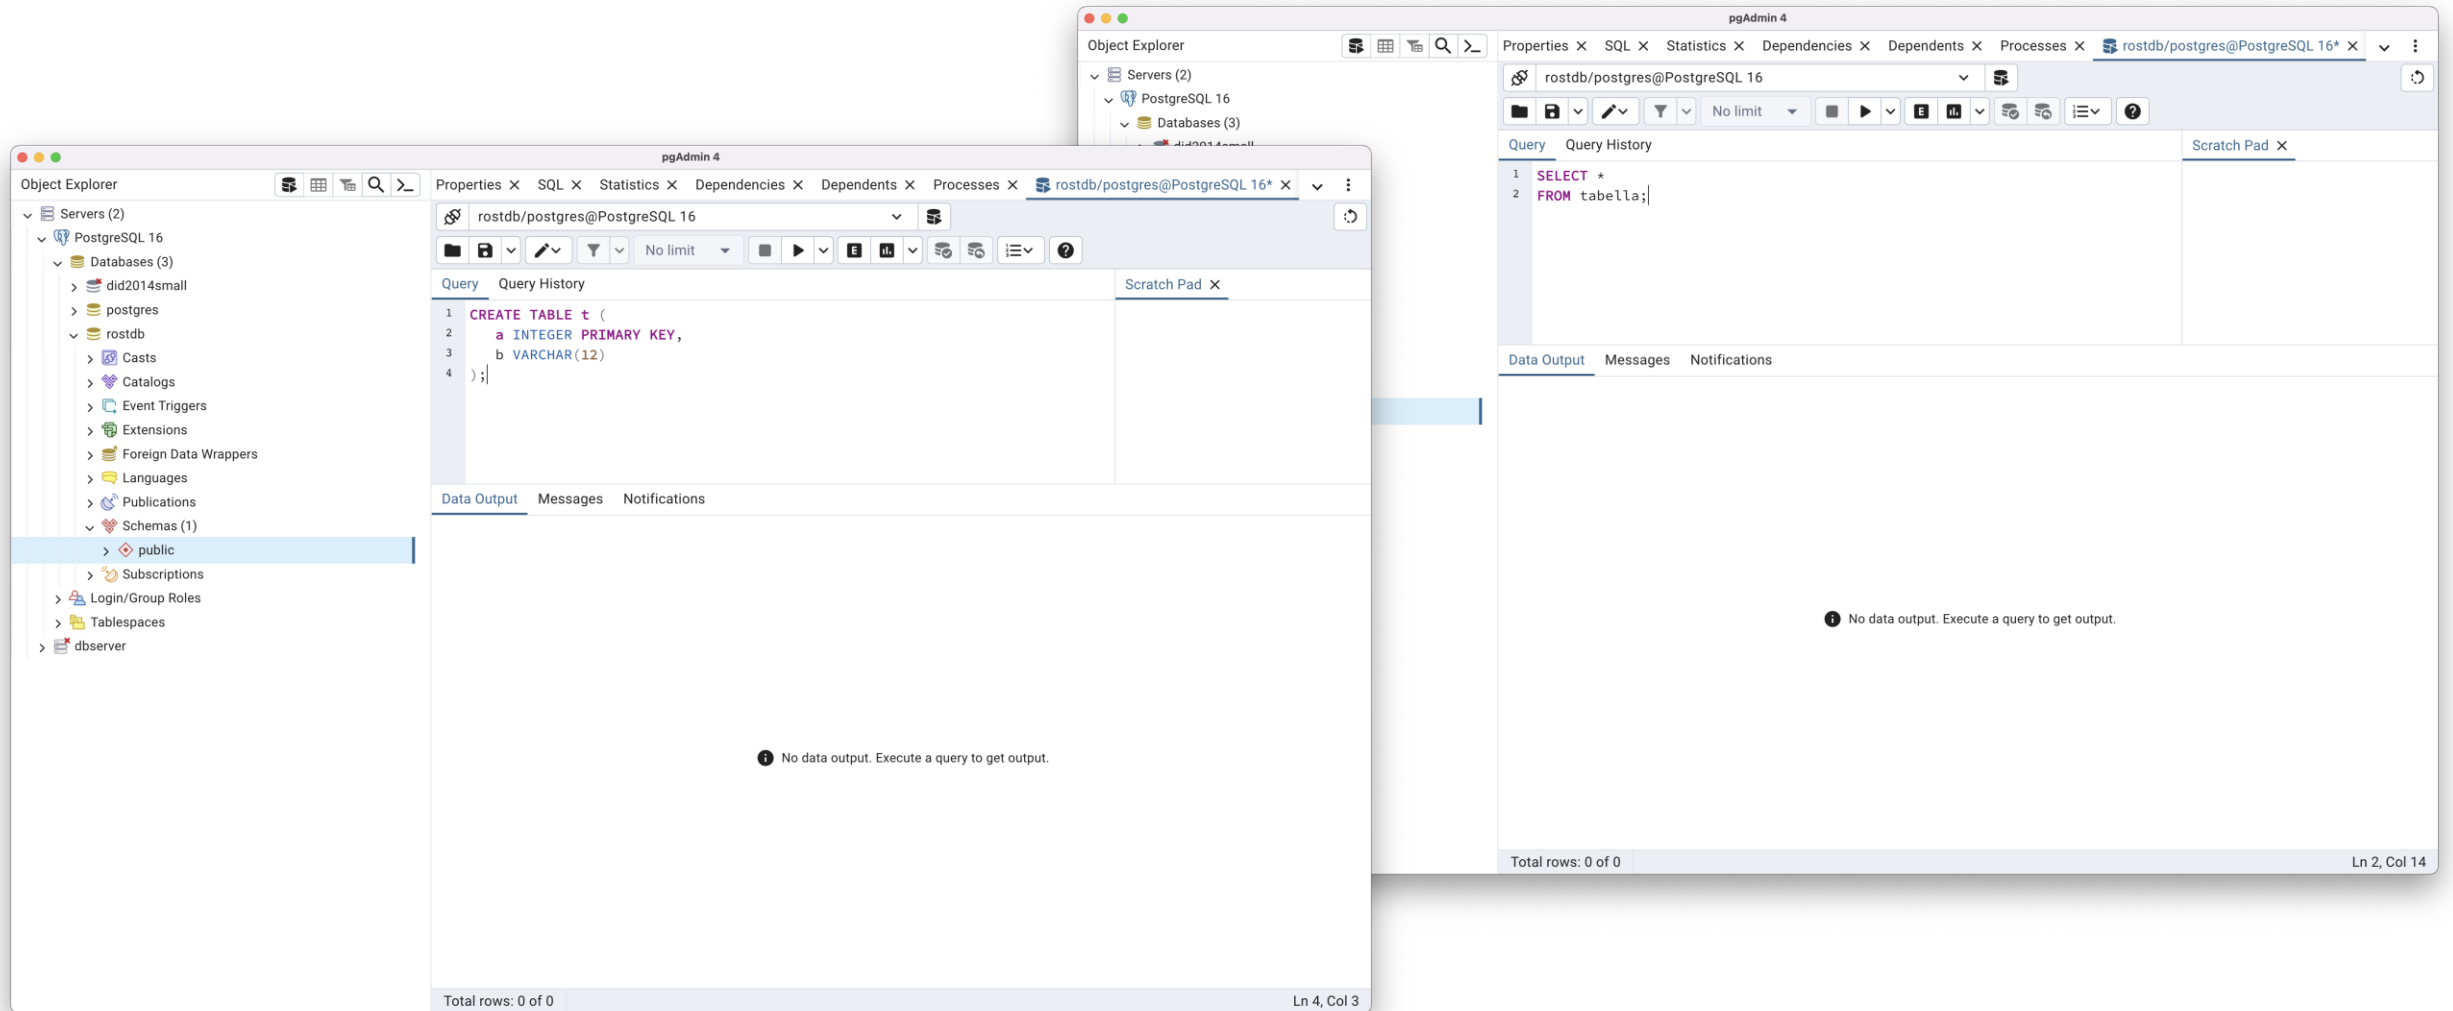 pgAdmin 4
Object Explorer
Properties
SQL
Statistics
Dependencies
Dependents
Processes
rostdb/postgres@PostgreSQL 16*
Servers (2)
rostdb/postgres@PostgreSQL 16
PostgreSQL 16
No limit
Databases (3)
did2014small
Query Query History
Scratch Pad
1 SELECT *
2 FROM tabella;
Data Output Messages Notifications
No data output. Execute a query to get output.
Total rows: 0 of 0
Ln 2, Col 14
pgAdmin 4
Object Explorer
Properties
SQL
Statistics
Dependencies
Dependents
Processes
rostdb/postgres@PostgreSQL 16*
Servers (2)
PostgreSQL 16
Databases (3)
did2014small
postgres
rostdb
Casts
Catalogs
Event Triggers
Extensions
Foreign Data Wrappers
Languages
Publications
Schemas (1)
public
Subscriptions
Login/Group Roles
Tablespaces
dbserver
rostdb/postgres@PostgreSQL 16
No limit
Query Query History
Scratch Pad
1 CREATE TABLE t (
2 a INTEGER PRIMARY KEY,
3 b VARCHAR(12)
4 );
Data Output Messages Notifications
No data output. Execute a query to get output.
Total rows: 0 of 0
Ln 4, Col 3